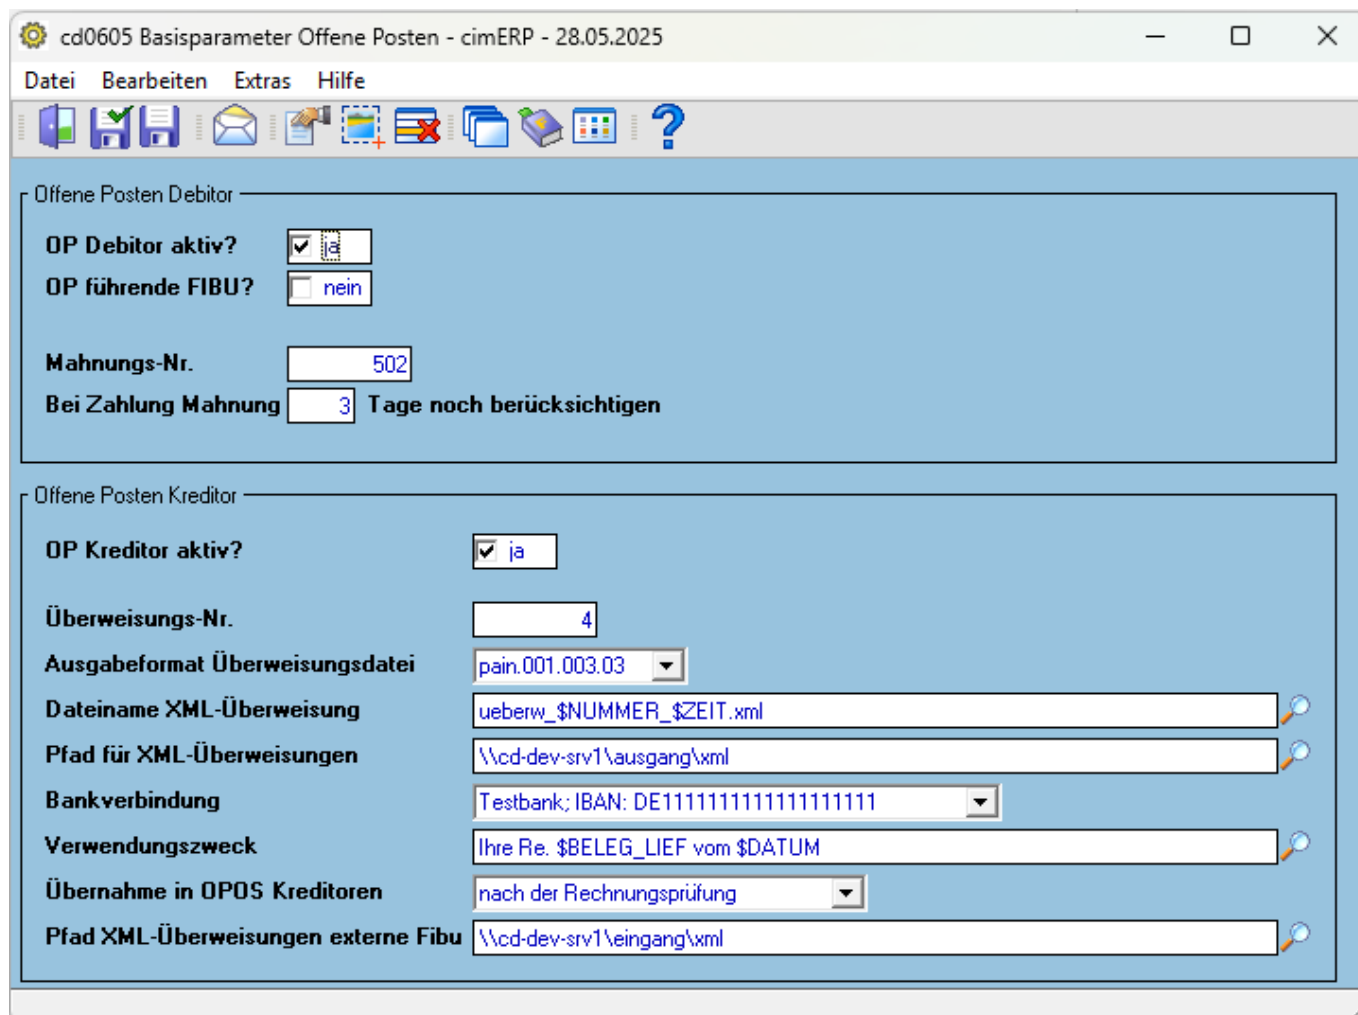 cd0605 Basisparameter Offene Posten - cimERP - 28.05.2025
Datei Bearbeiten Extras Hilfe
Offene Posten Debitor
OP Debitor aktiv? ja
OP führende FIBU? nein
Mahnungs-Nr. 502
Bei Zahlung Mahnung 3 Tage noch berücksichtigen
Offene Posten Kreditor
OP Kreditor aktiv? ja
Überweisungs-Nr. 4
Ausgabeformat Überweisungsdatei pain.001.003.03
Dateiname XML-Überweisung ueberw_$NUMMER_$ZEIT.xml
Pfad für XML-Überweisungen \\cd-dev-srv1\ausgang\xml
Bankverbindung Testbank; IBAN: DE11111111111111111111
Verwendungszweck Ihre Re. $BELEG_LIEF vom $DATUM
Übernahme in OPOS Kreditoren nach der Rechnungsprüfung
Pfad XML-Überweisungen externe Fibu \\cd-dev-srv1\eingang\xml